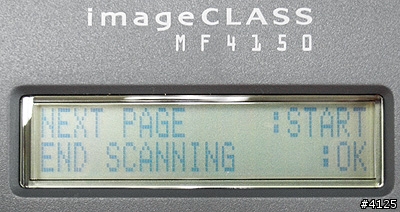 imageCLASS
MF4150
NEXT PAGE :START
END SCANNING :OK
#4125